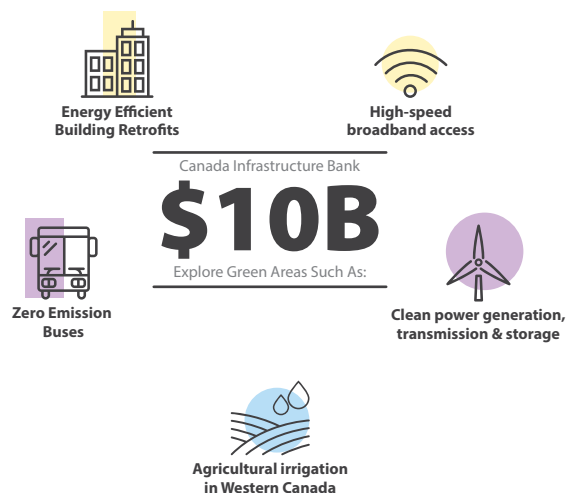 Energy Efficient
Building Retrofits
High-speed
broadband access
Canada Infrastructure Bank
$10B
Explore Green Areas Such As:
Zero Emission
Buses
Clean power generation,
transmission & storage
Agricultural irrigation
in Western Canada